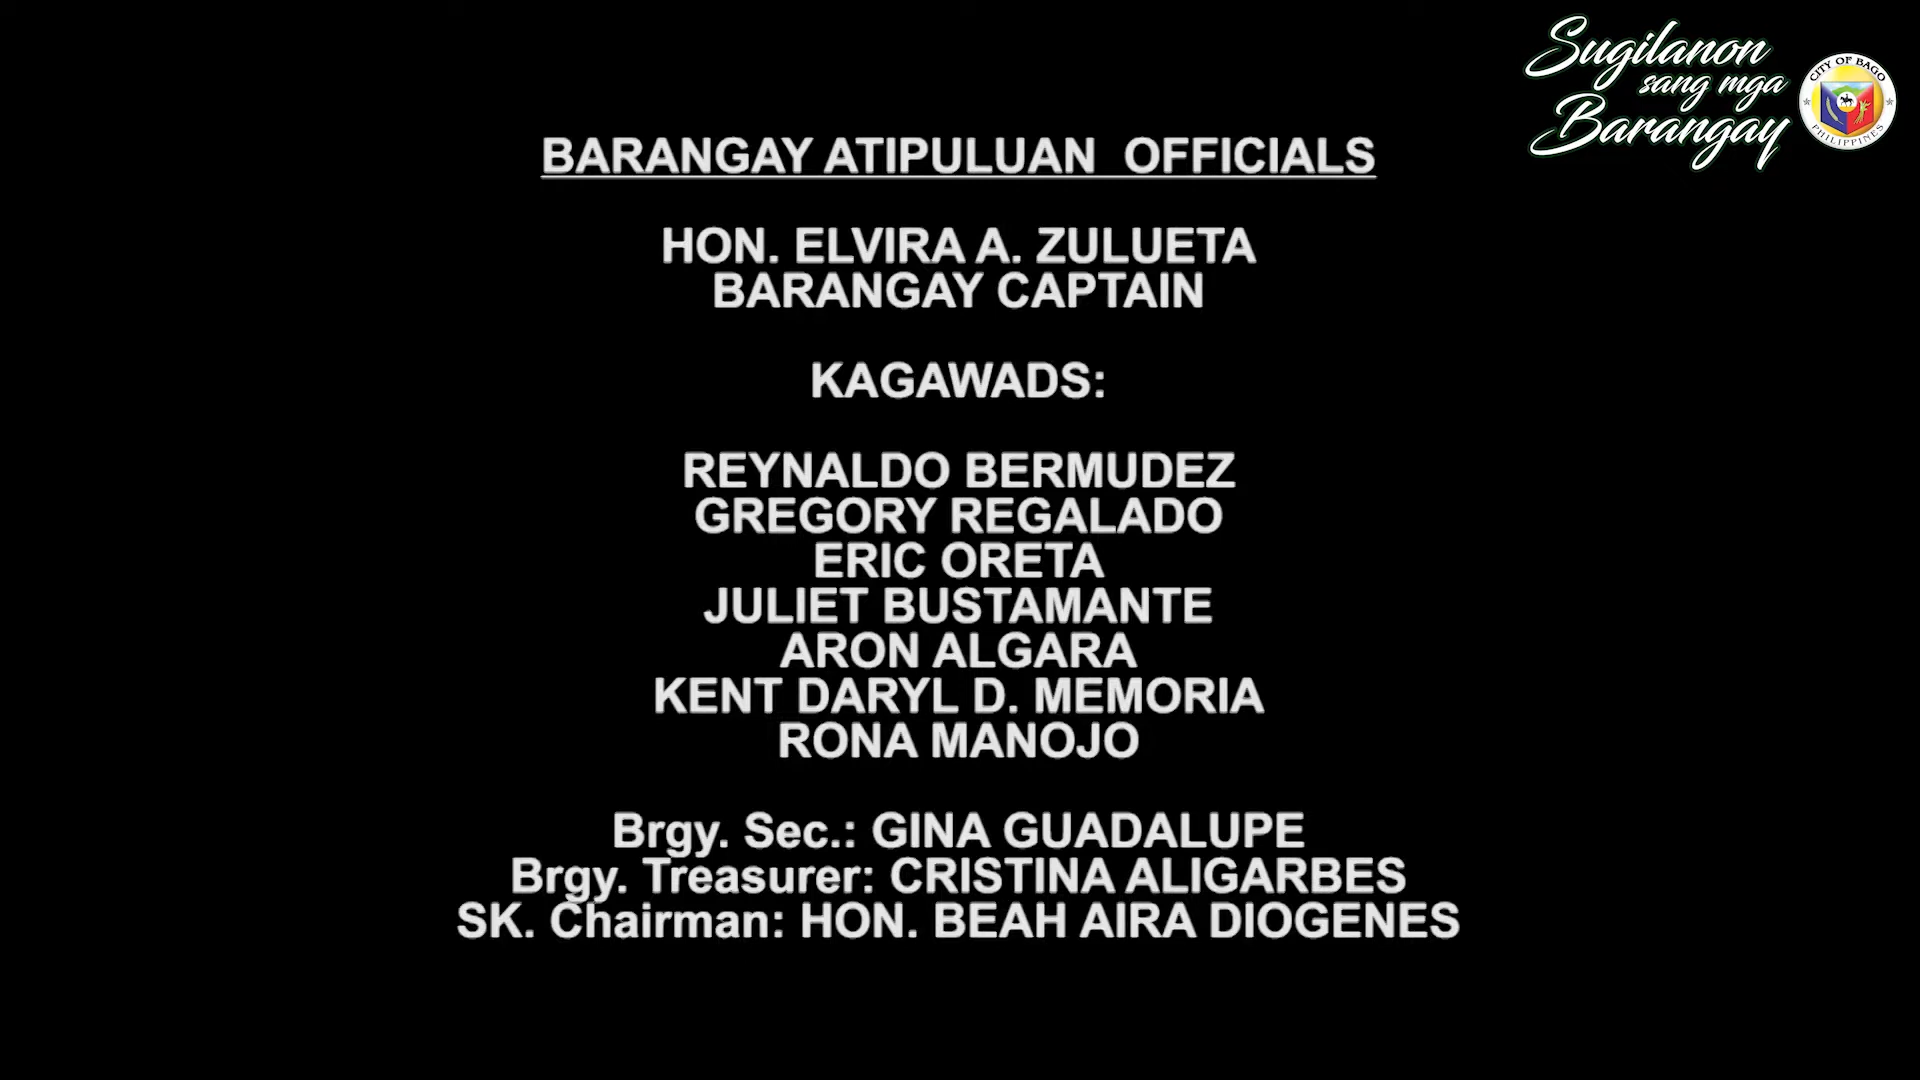 Sugilanon
sang mga
Barangay
CITY OF BAGO
PHILIPPINES
BARANGAY ATIPULUAN OFFICIALS
HON. ELVIRA A. ZULUETA
BARANGAY CAPTAIN
KAGAWADS:
REYNALDO BERMUDEZ
GREGORY REGALADO
ERIC ORETA
JULIET BUSTAMANTE
ARON ALGARA
KENT DARYL D. MEMORIA
RONA MANOJO
Brgy. Sec.: GINA GUADALUPE
Brgy. Treasurer: CRISTINA ALIGARBES
SK. Chairman: HON. BEAH AIRA DIOGENES